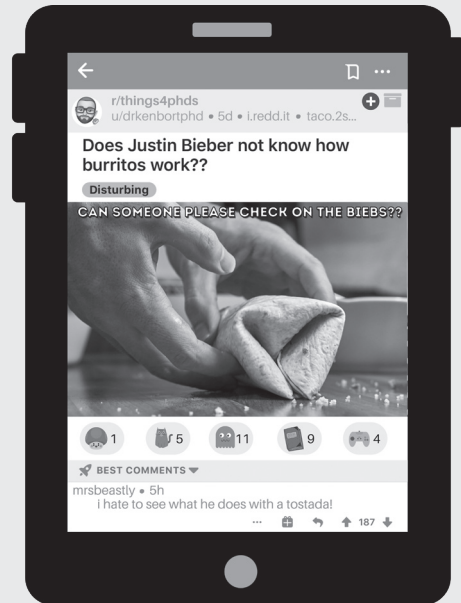 r/things4phds
u/drkenbortphd • 5d • i.redd.it • taco.2s...
Does Justin Bieber not know how
burritos work??
Disturbing
CAN SOMEONE PLEASE CHECK ON THE BIEBS??
1 5 11 9 4
BEST COMMENTS
mrsbeastly • 5h
i hate to see what he does with a tostada!
... 187